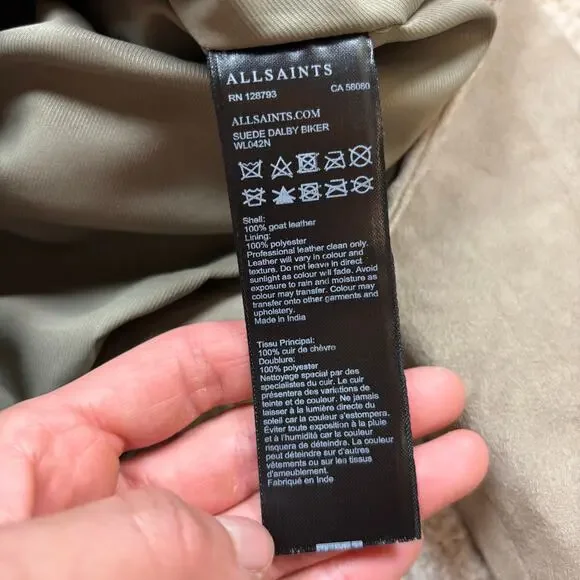 ALLSAINTS
RN 128793 CA 58060
ALLSAINTS.COM
SUEDE DALBY BIKER
WL042N
Shell:
100% goat leather
Lining:
100% polyester
Professional leather clean only.
Leather will vary in colour and
texture. Do not leave in direct
sunlight as colour will fade. Avoid
exposure to rain and moisture as
colour may transfer. Colour may
transfer onto other garments and
upholstery.
Made in India
Tissu Principal:
100% cuir de chèvre
Doublure:
100% polyester
Nettoyage special par des
specialistes du cuir. Le cuir
présentera des variations de
teinte et de couleur. Ne jamais
laisser à la lumière directe du
soleil car la couleur s'estompera.
Éviter toute exposition à la pluie
et à l'humidité car la couleur
risquera de déteindra. La couleur
peut déteindre sur d'autres
vêtements ou sur les tissus
d'ameublement.
Fabriqué en Inde